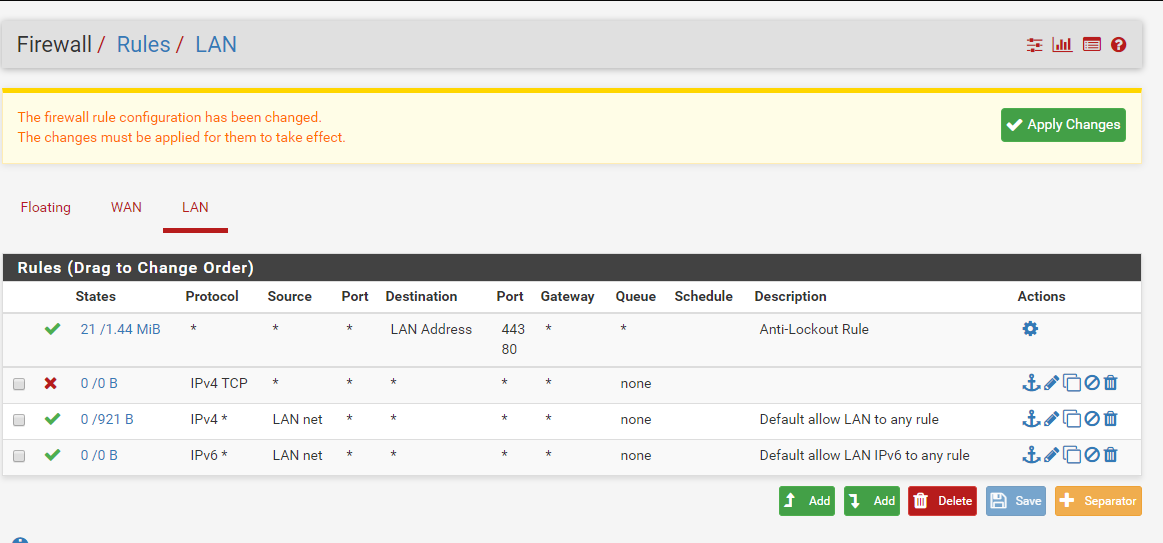 Firewall / Rules / LAN
The firewall rule configuration has been changed.
The changes must be applied for them to take effect.
Apply Changes
Floating WAN LAN
Rules (Drag to Change Order)
States Protocol Source Port Destination Port Gateway Queue Schedule Description Actions
21 /1.44 MiB * * * LAN Address 443 * * Anti-Lockout Rule
80
0 /0 B IPv4 TCP * * * * * none
0 /921 B IPv4 * LAN net * * * * none Default allow LAN to any rule
0 /0 B IPv6 * LAN net * * * * none Default allow LAN IPv6 to any rule
Add Add Delete Save Separator